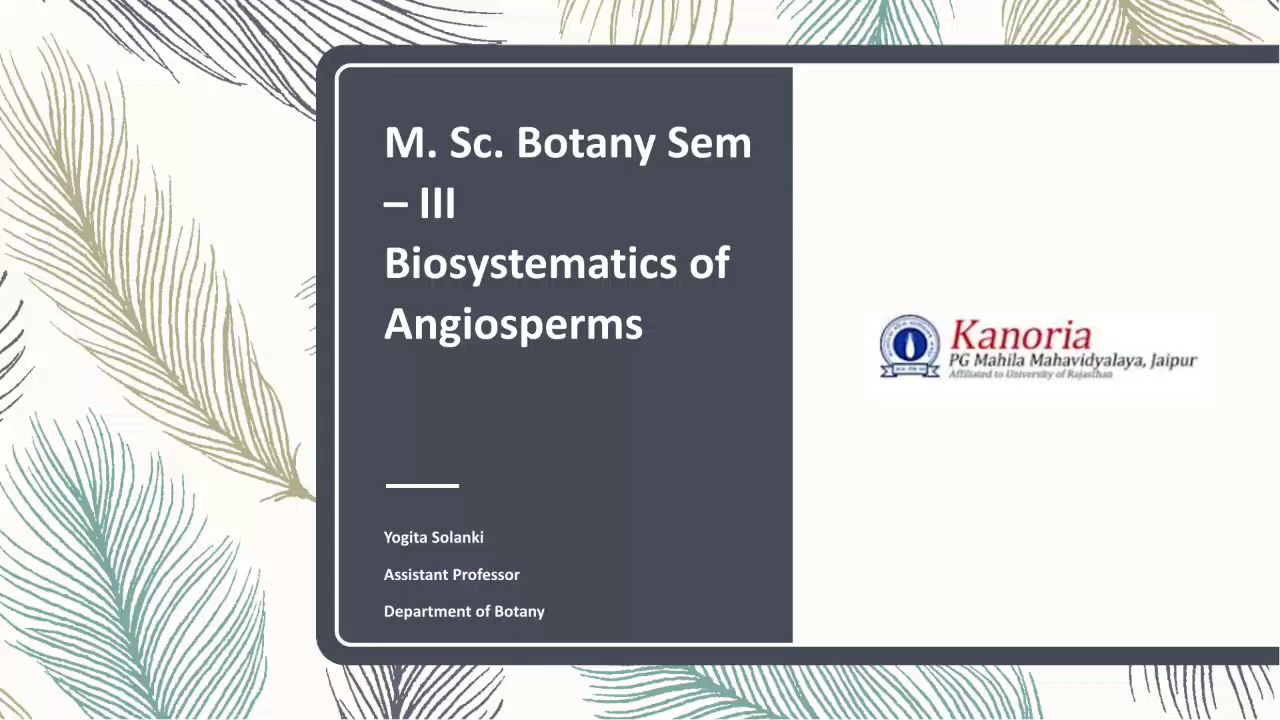 M. Sc. Botany Sem
– III
Biosystematics of
Angiosperms
Yogita Solanki
Assistant Professor
Department of Botany
Kanoria
PG Mahila Mahavidyalaya, Jaipur
Affiliated to University of Rajasthan